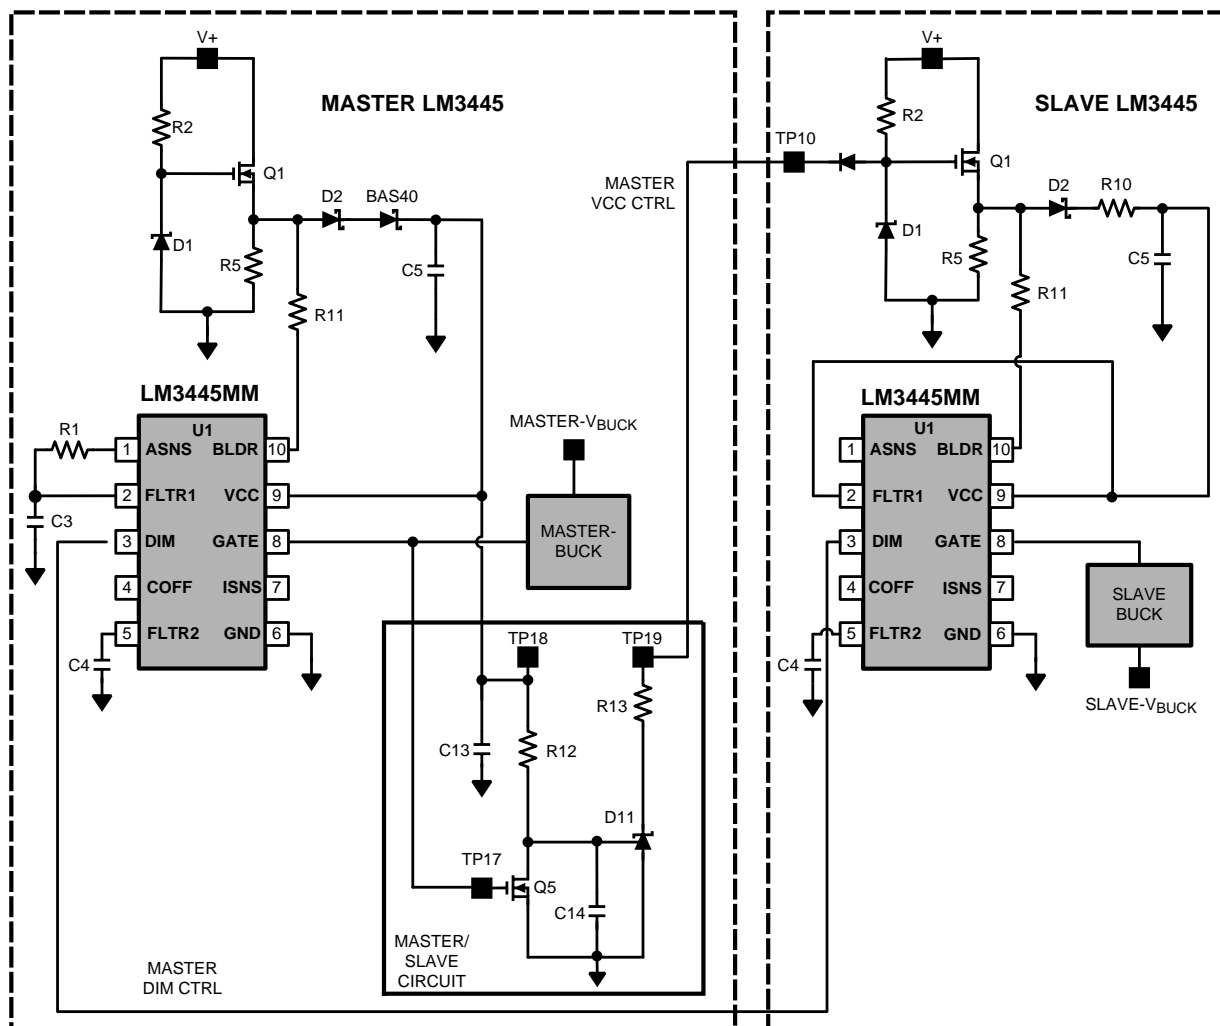 V+
MASTER LM3445
R2
Q1
D2
BAS40
D1
R5
C5
R11
LM3445MM
U1
R1
1 ASNS BLDR 10
2 FLTR1 VCC 9
C3
3 DIM GATE 8
4 COFF ISNS 7
5 FLTR2 GND 6
C4
MASTER-VBUCK
MASTER-
BUCK
MASTER
VCC CTRL
TP18
TP19
R13
C13
R12
D11
TP17
Q5
C14
MASTER/
SLAVE
CIRCUIT
MASTER
DIM CTRL
V+
SLAVE LM3445
R2
TP10
Q1
D2
R10
D1
R5
C5
R11
LM3445MM
U1
1 ASNS BLDR 10
2 FLTR1 VCC 9
3 DIM GATE 8
4 COFF ISNS 7
5 FLTR2 GND 6
C4
SLAVE
BUCK
SLAVE-VBUCK